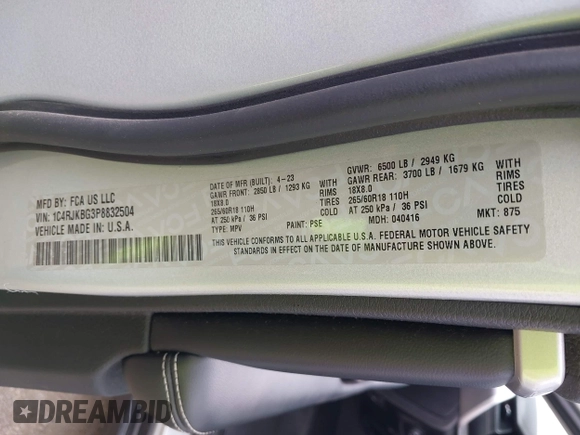 MFD BY: FCA US LLC
VIN: 1C4RJKBG3P8832504
VEHICLE MADE IN: U.S.A.
DATE OF MFR (BUILT): 4-23
GAWR FRONT: 2850 LB / 1293 KG WITH
18X8.0 RIMS
265/60R18 110H TIRES
AT 250 kPa / 36 PSI COLD
TYPE: MPV PAINT: PSE
GVWR: 6500 LB / 2949 KG
GAWR REAR: 3700 LB / 1679 KG WITH
18X8.0 RIMS
265/60R18 110H TIRES
AT 250 kPa / 36 PSI COLD
MDH: 040416 MKT: 875
THIS VEHICLE CONFORMS TO ALL APPLICABLE U.S.A. FEDERAL MOTOR VEHICLE SAFETY
STANDARDS IN EFFECT ON THE DATE OF MANUFACTURE SHOWN ABOVE.
DREAMBID